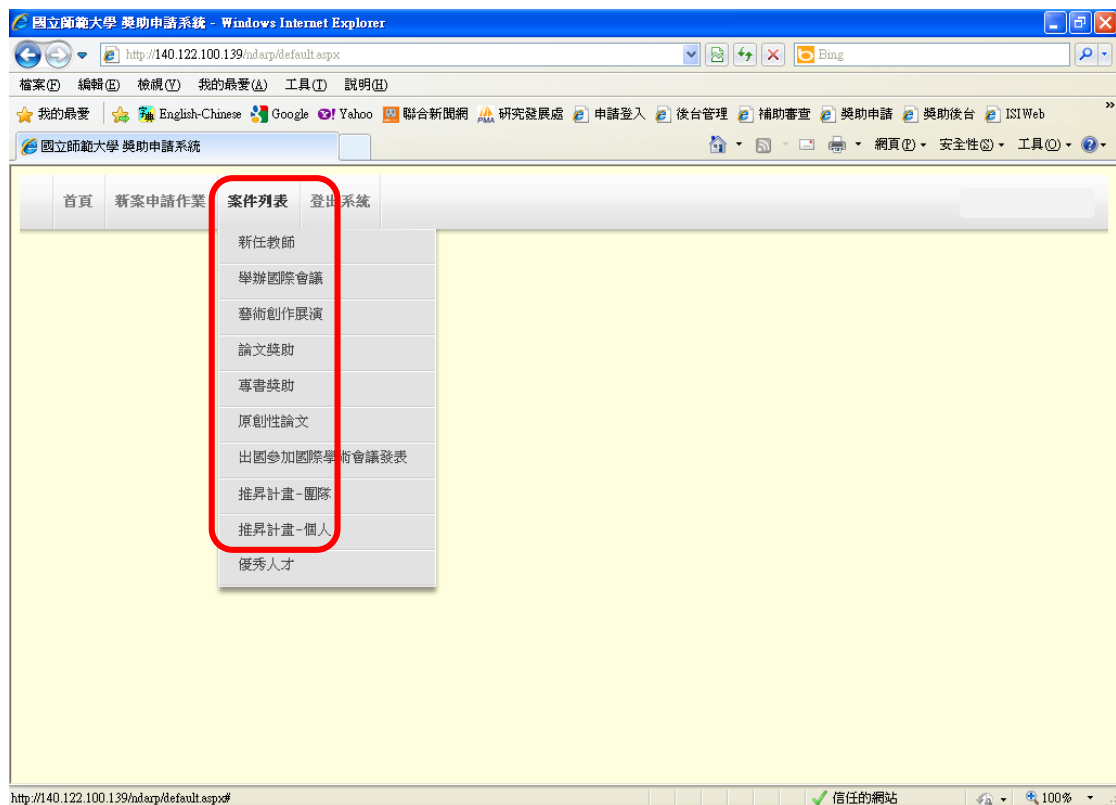 國立師範大學 獎助申請系統 - Windows Internet Explorer
http://140.122.100.139/ndarp/default.aspx
Bing
檔案(F) 編輯(E) 檢視(V) 我的最愛(A) 工具(T) 說明(H)
我的最愛 English-Chinese Google Yahoo 聯合新聞網 研究發展處 申請登入 後台管理 補助審查 獎助申請 獎助後台 ISIWeb »
國立師範大學 獎助申請系統 網頁(P) 安全性(S) 工具(O)
首頁 新案申請作業 案件列表 登出系統
新任教師
舉辦國際會議
藝術創作展演
論文獎助
專書獎助
原創性論文
出國參加國際學術會議發表
推昇計畫-團隊
推昇計畫-個人
優秀人才
http://140.122.100.139/ndarp/default.aspx# 信任的網站 100%